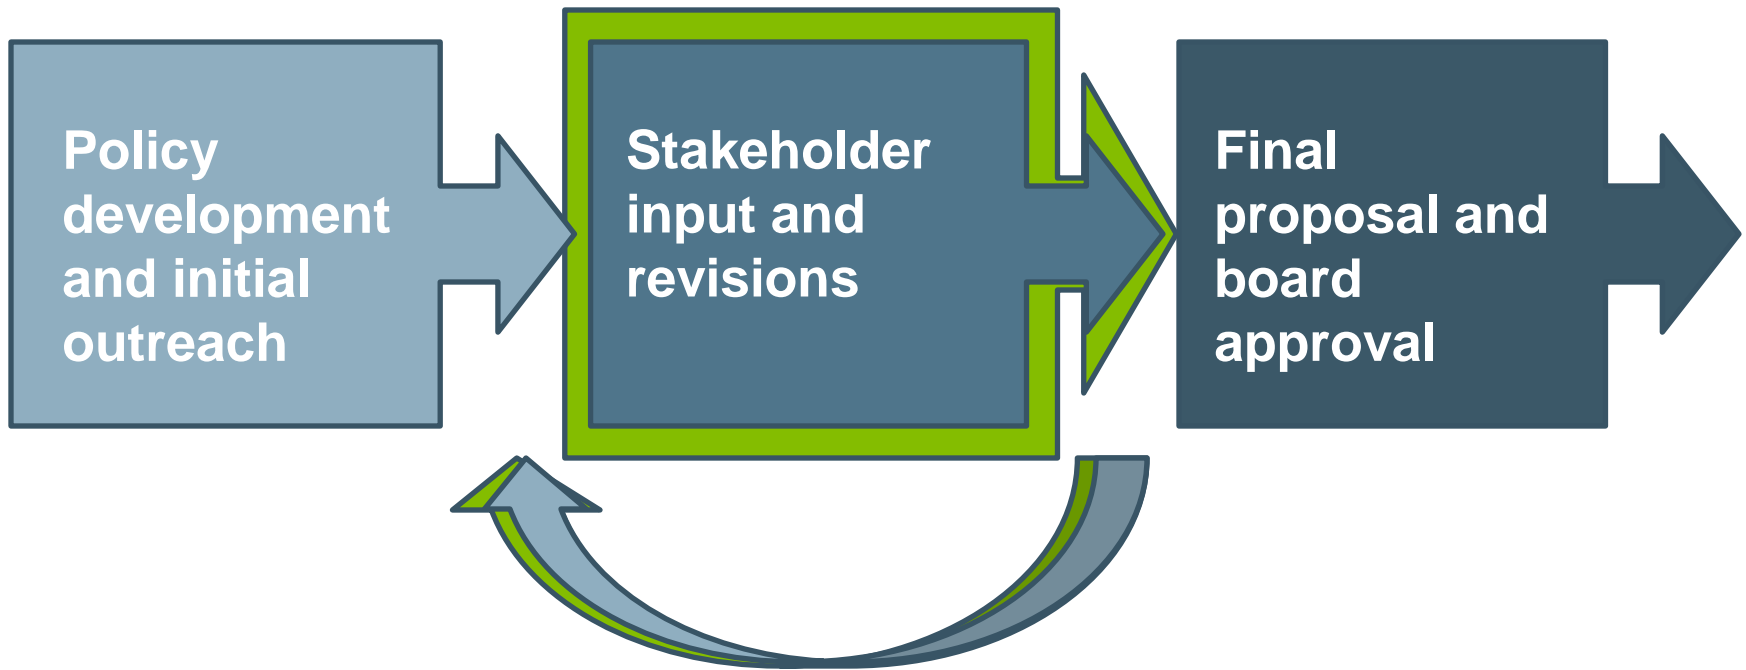 Policy
development
and initial
outreach
Stakeholder
input and
revisions
Final
proposal and
board
approval